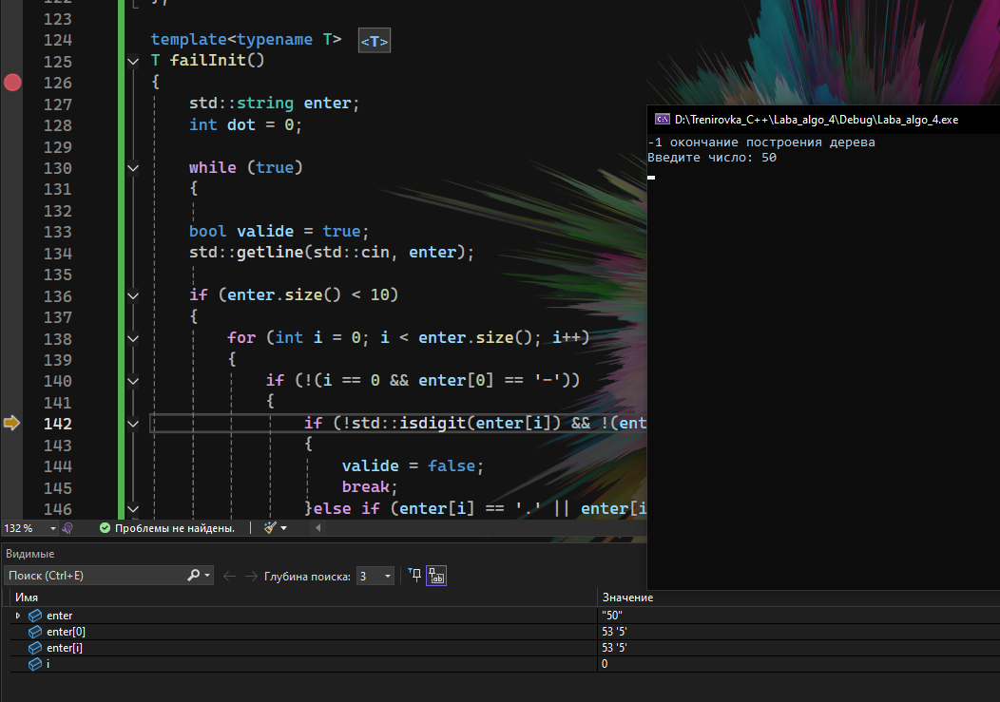 123
124 template<typename T> <T>
125 T failInit()
126 {
127 std::string enter;
128 int dot = 0;
129
130 while (true)
131 {
132
133 bool valide = true;
134 std::getline(std::cin, enter);
135
136 if (enter.size() < 10)
137 {
138 for (int i = 0; i < enter.size(); i++)
139 {
140 if (!(i == 0 && enter[0] == '-'))
141 {
142 if (!std::isdigit(enter[i]) && !(ent
143 {
144 valide = false;
145 break;
146 }else if (enter[i] == '.' || enter[i
D:\Trenirovka_C++\Laba_algo_4\Debug\Laba_algo_4.exe
-1 окончание построения дерева
Введите число: 50
132 % Проблемы не найдены.
Видимые
Поиск (Ctrl+E) Глубина поиска: 3
Имя Значение
enter "50"
enter[0] 53 '5'
enter[i] 53 '5'
i 0